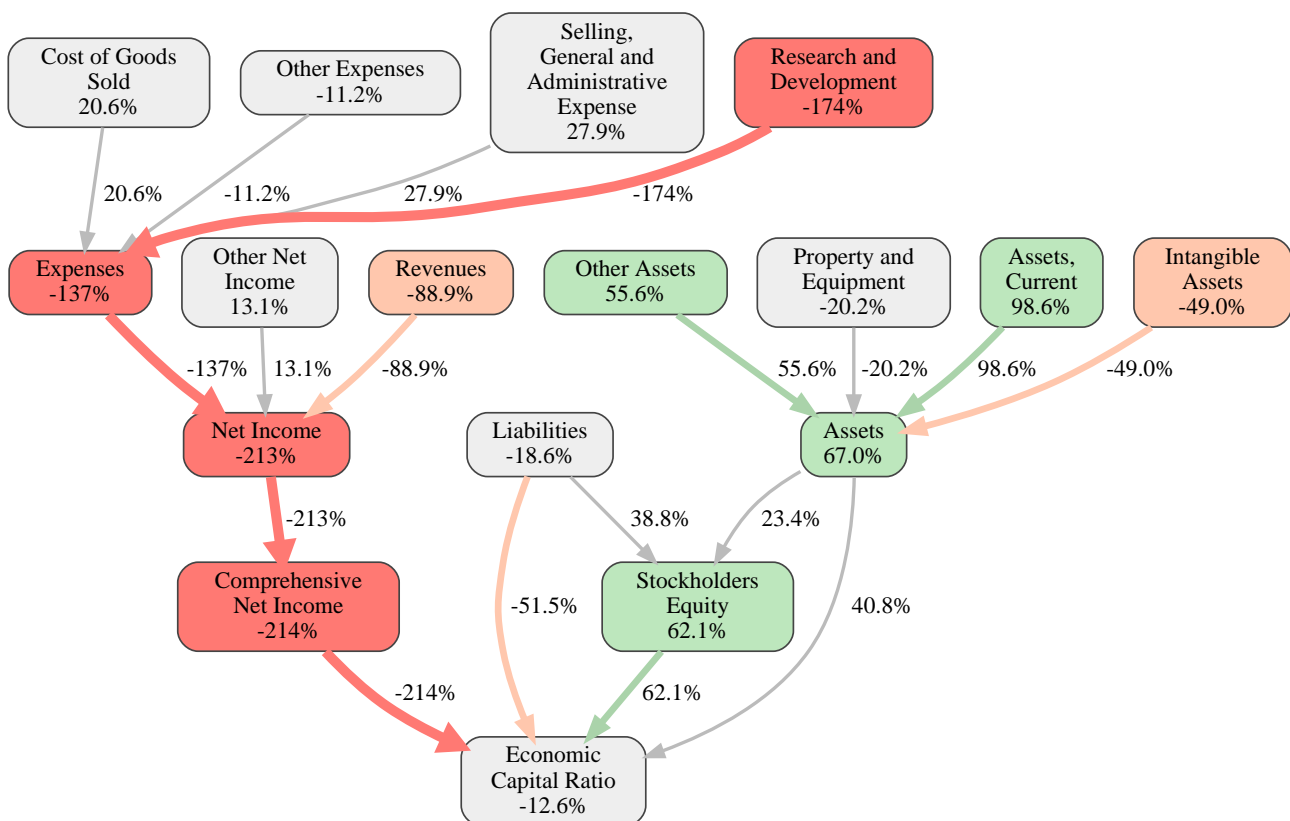 Cost of Goods
Sold
20.6%
Other Expenses
-11.2%
Selling,
General and
Administrative
Expense
27.9%
Research and
Development
-174%
20.6%
-11.2%
27.9%
-174%
Expenses
-137%
Other Net
Income
13.1%
Revenues
-88.9%
Other Assets
55.6%
Property and
Equipment
-20.2%
Assets,
Current
98.6%
Intangible
Assets
-49.0%
-137%
13.1%
-88.9%
55.6%
-20.2%
98.6%
-49.0%
Net Income
-213%
Liabilities
-18.6%
Assets
67.0%
-213%
38.8%
23.4%
Comprehensive
Net Income
-214%
-51.5%
Stockholders
Equity
62.1%
40.8%
-214%
62.1%
Economic
Capital Ratio
-12.6%